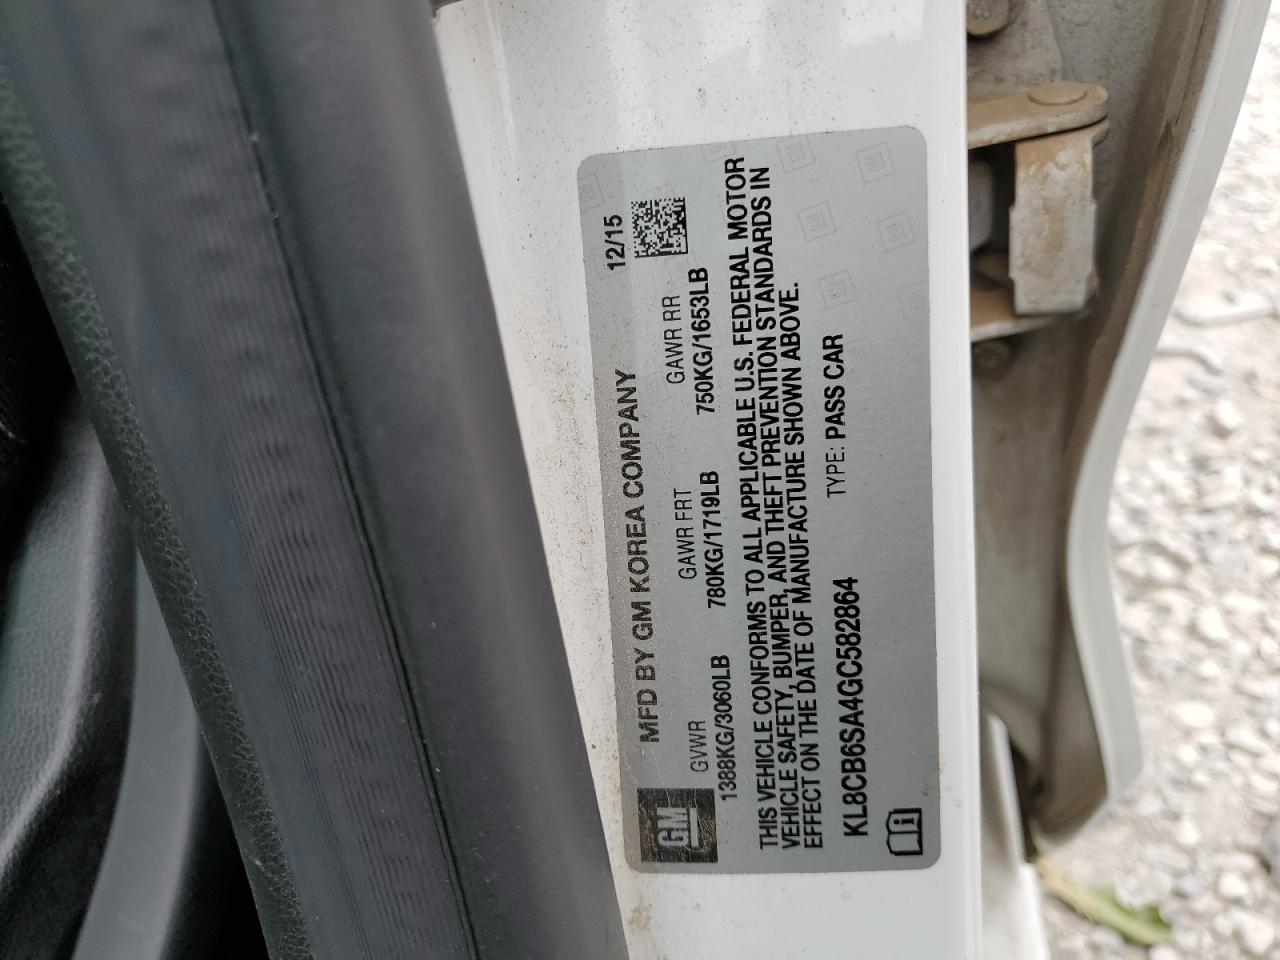 MFD BY GM KOREA COMPANY 12/15
GM
GVWR GAWR FRT GAWR RR
1388KG/3060LB 780KG/1719LB 750KG/1653LB
THIS VEHICLE CONFORMS TO ALL APPLICABLE U.S. FEDERAL MOTOR
VEHICLE SAFETY, BUMPER, AND THEFT PREVENTION STANDARDS IN
EFFECT ON THE DATE OF MANUFACTURE SHOWN ABOVE.
KL8CB6SA4GC582864 TYPE: PASS CAR